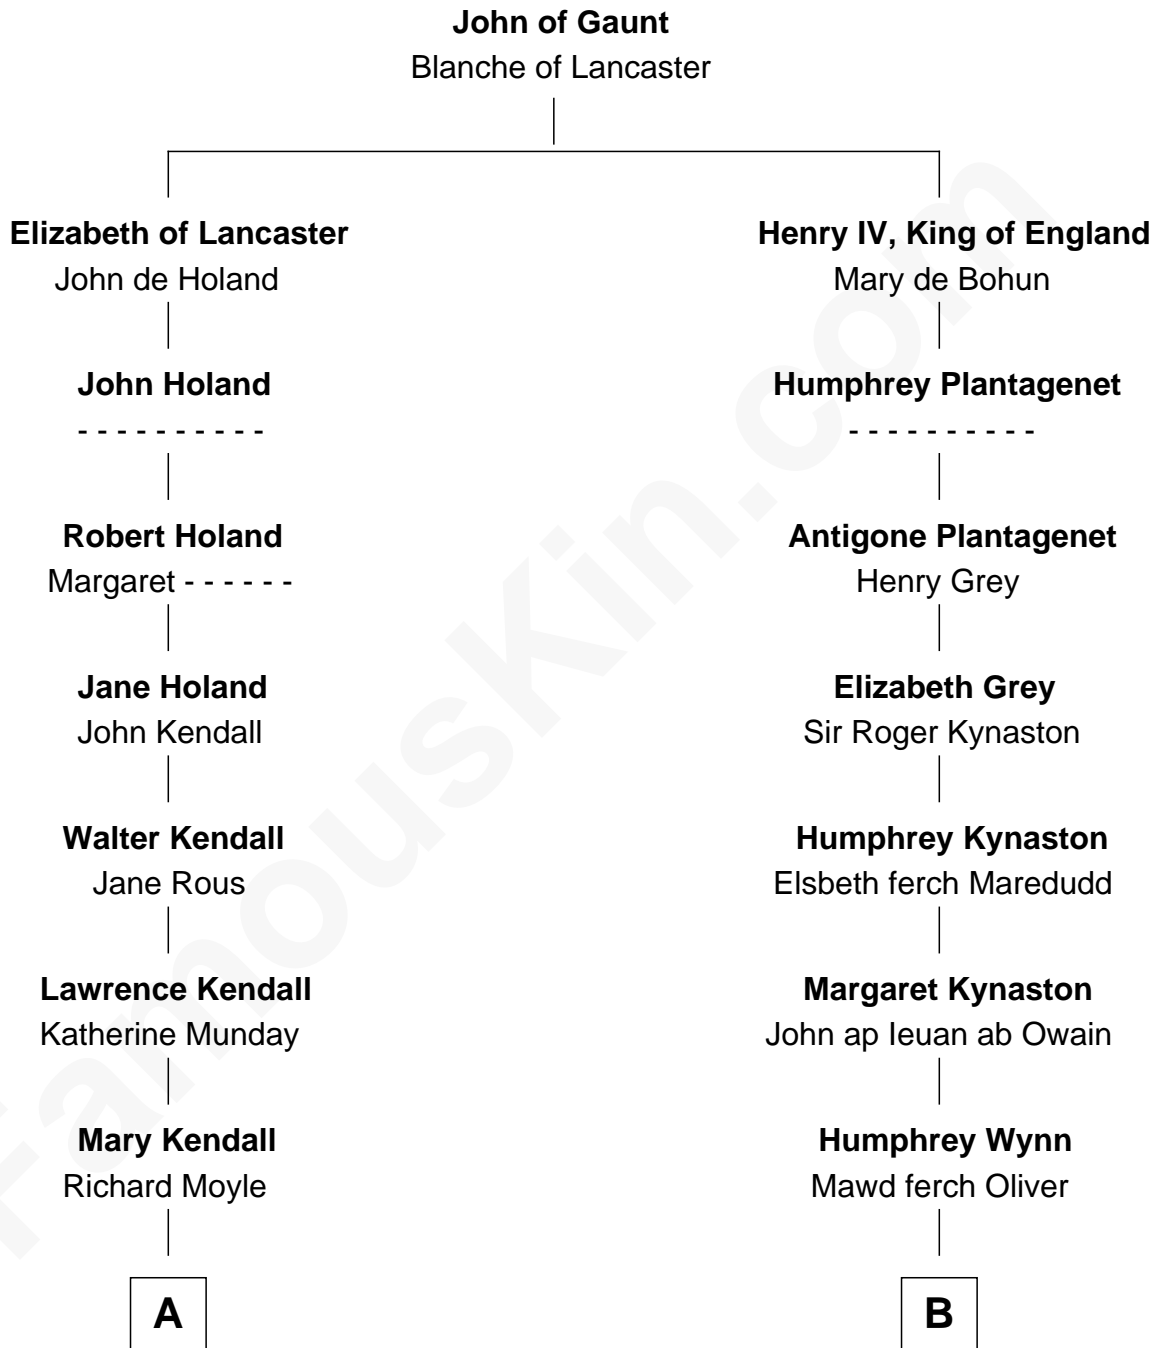 John of Gaunt
Blanche of Lancaster
Elizabeth of Lancaster
John de Holand
Henry IV, King of England
Mary de Bohun
John Holand
- - - - - - - - - -
Humphrey Plantagenet
- - - - - - - - - -
Robert Holand
Margaret - - - - - -
Antigone Plantagenet
Henry Grey
Jane Holand
John Kendall
Elizabeth Grey
Sir Roger Kynaston
Walter Kendall
Jane Rous
Humphrey Kynaston
Elsbeth ferch Maredudd
Lawrence Kendall
Katherine Munday
Margaret Kynaston
John ap Ieuan ab Owain
Mary Kendall
Richard Moyle
Humphrey Wynn
Mawd ferch Oliver
A
B
FamousKin.com